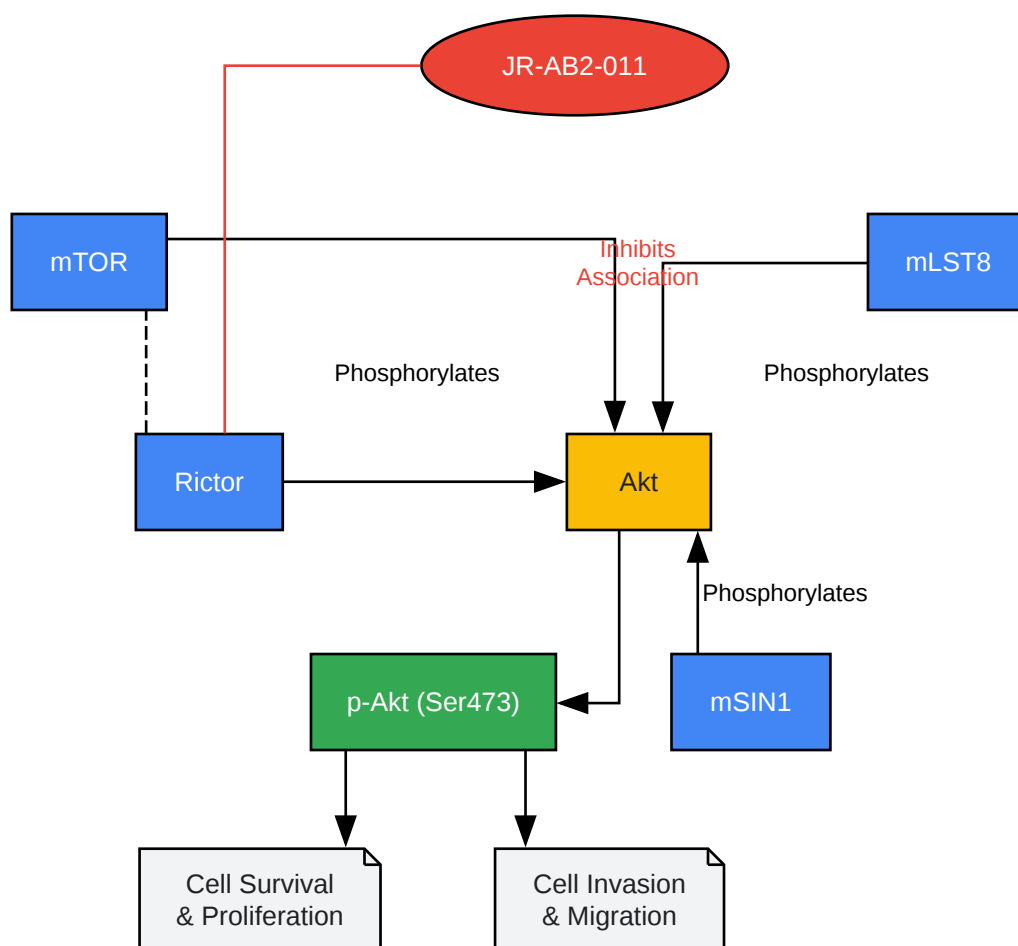 JR-AB2-011
mTOR
Inhibits
Association
mLST8
Phosphorylates
Phosphorylates
Rictor
Akt
Phosphorylates
p-Akt (Ser473)
mSIN1
Cell Survival
& Proliferation
Cell Invasion
& Migration